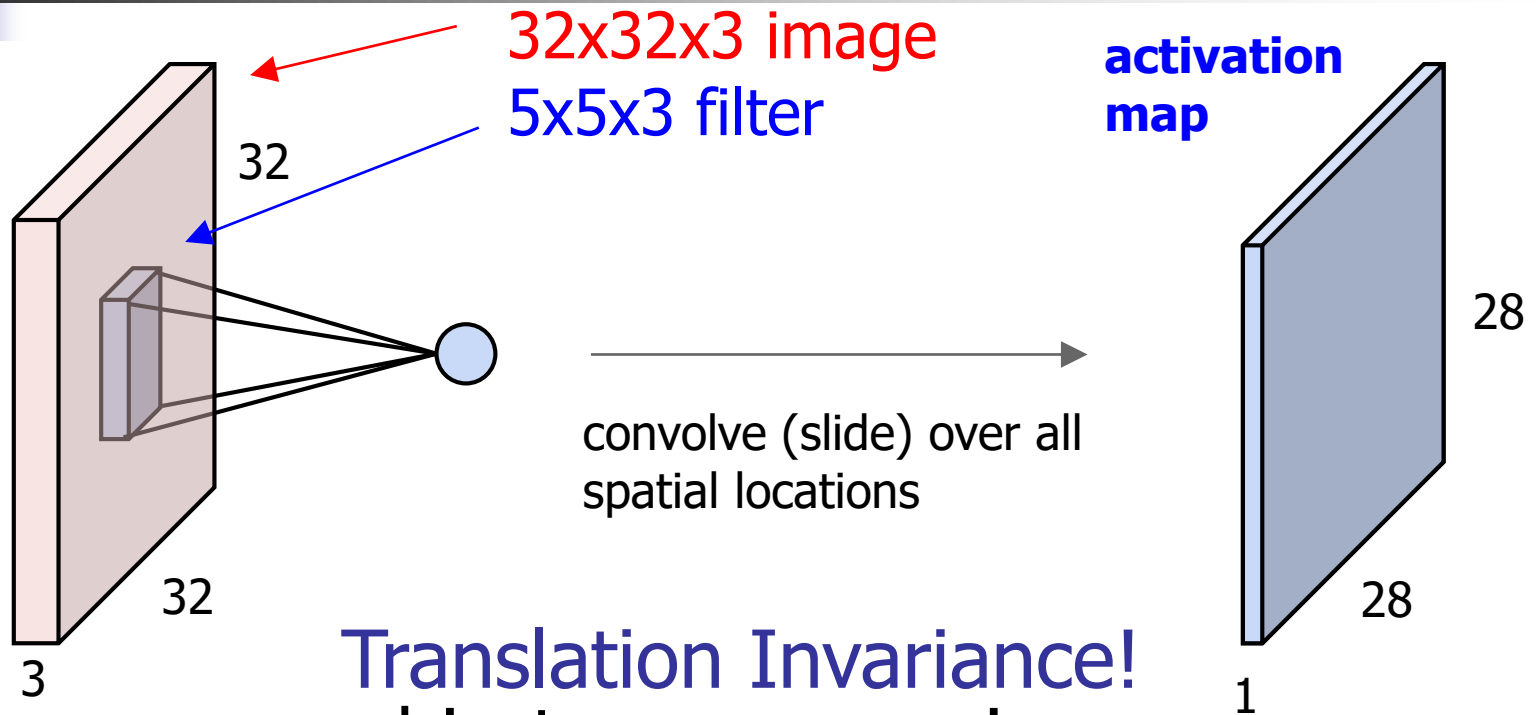 32x32x3 image
5x5x3 filter
activation
map
32
28
convolve (slide) over all
spatial locations
32
28
3
Translation Invariance!
1